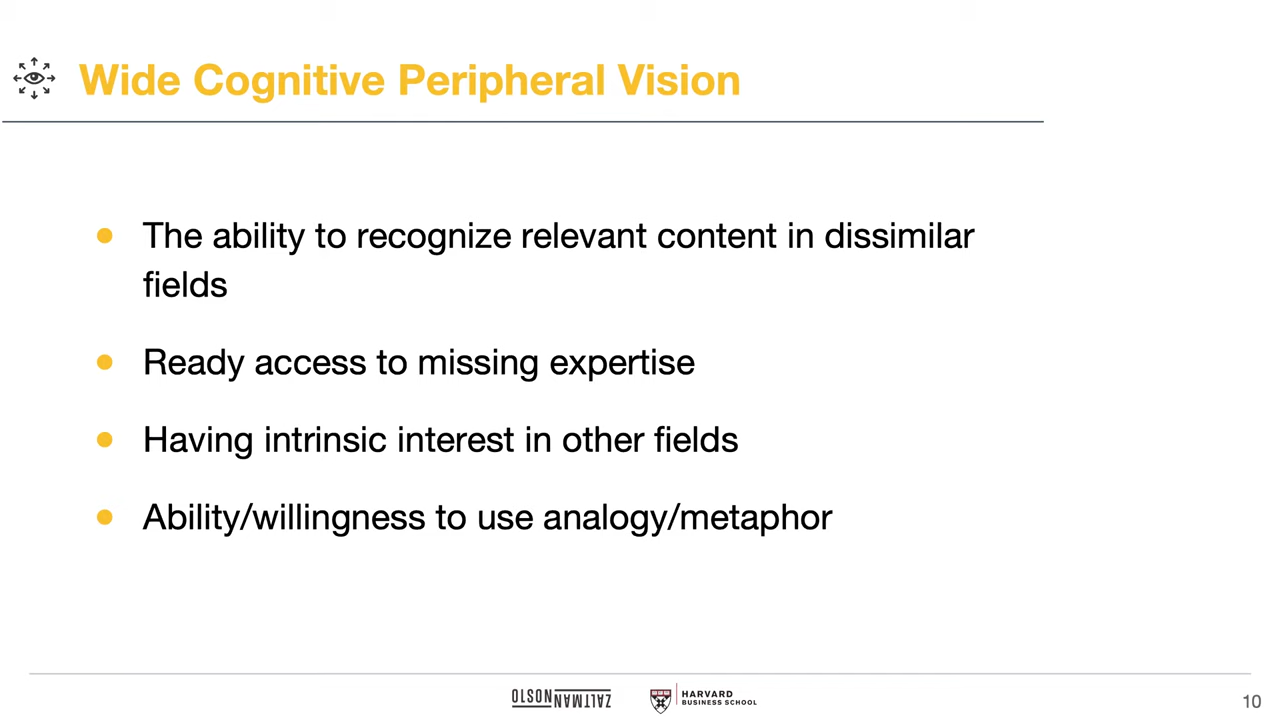 Wide Cognitive Peripheral Vision
The ability to recognize relevant content in dissimilar
fields
Ready access to missing expertise
Having intrinsic interest in other fields
Ability/willingness to use analogy/metaphor
OLSON ZALTMAN
HARVARD
BUSINESS SCHOOL
10